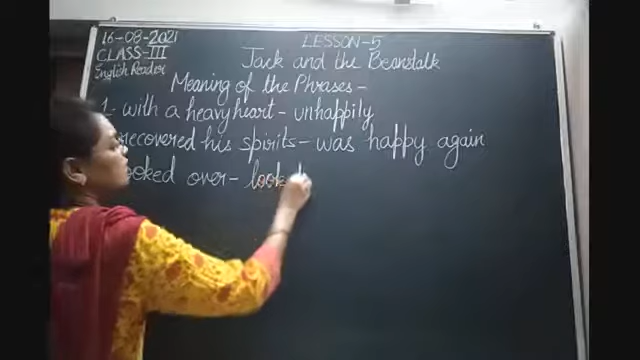 16-08-2021
CLASS-III
English Reader
LESSON-5
Jack and the Beanstalk
Meaning of the Phrases-
1- with a heavy heart - unhappily
recovered his spirits - was happy again
looked over - look